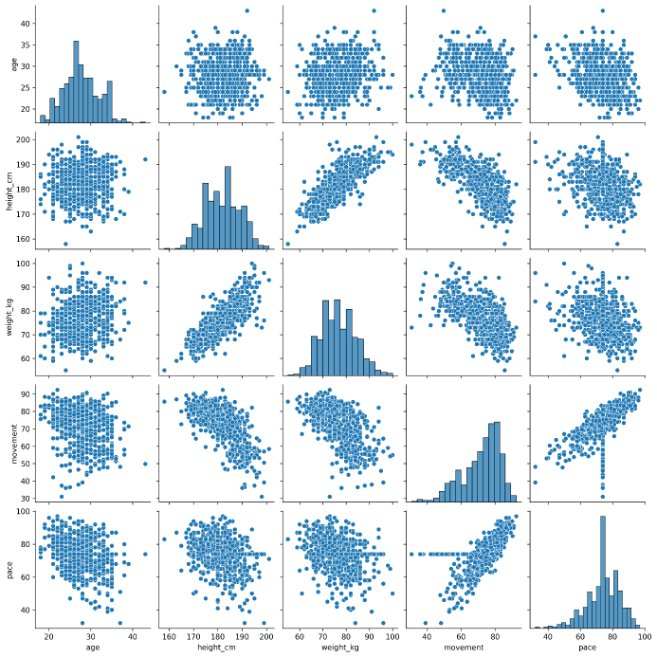 40
35
30
25
20
age
200
190
180
170
160
height_cm
100
90
80
70
60
weight_kg
90
80
70
60
50
40
30
movement
100
80
60
40
pace
20 30 40
age
160 170 180 190 200
height_cm
60 70 80 90 100
weight_kg
40 60 80
movement
40 60 80 100
pace